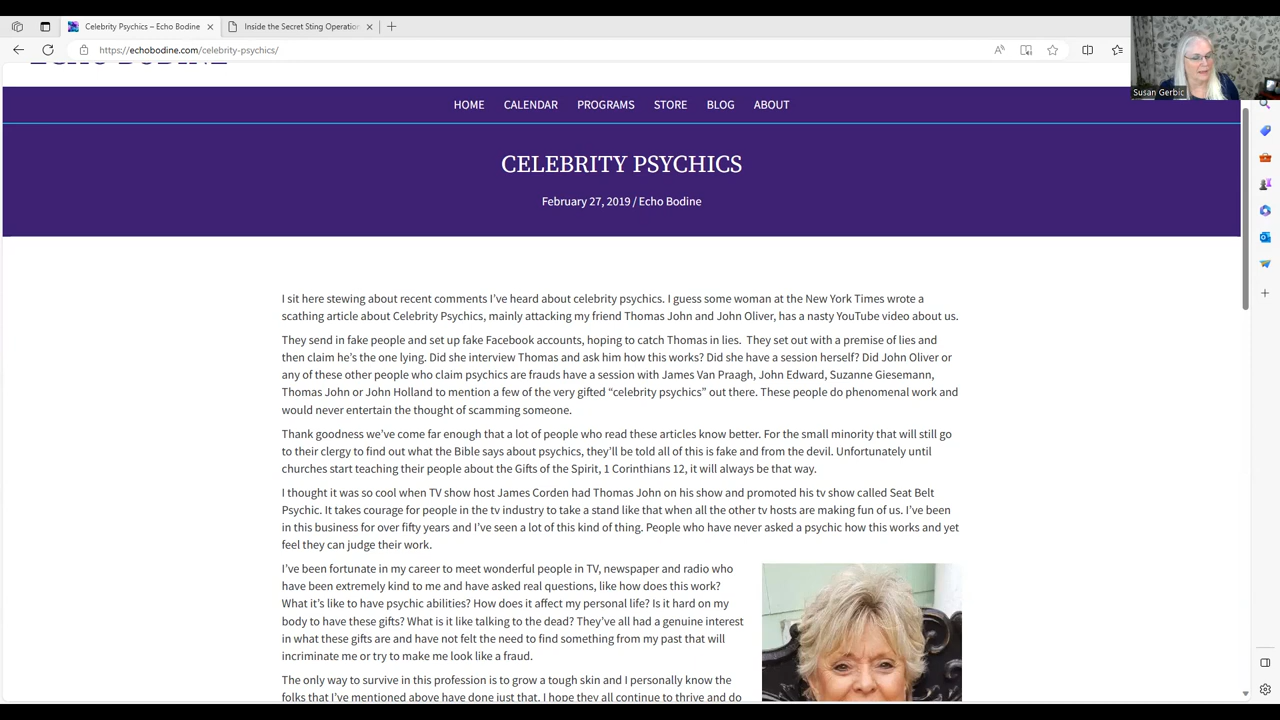 Celebrity Psychics – Echo Bodine
Inside the Secret Sting Operation
https://echobodine.com/celebrity-psychics/
Susan Gerbic
ECHO BODINE
HOME CALENDAR PROGRAMS STORE BLOG ABOUT
CELEBRITY PSYCHICS
February 27, 2019 / Echo Bodine
I sit here stewing about recent comments I’ve heard about celebrity psychics. I guess some woman at the New York Times wrote a
scathing article about Celebrity Psychics, mainly attacking my friend Thomas John and John Oliver, has a nasty YouTube video about us.
They send in fake people and set up fake Facebook accounts, hoping to catch Thomas in lies. They set out with a premise of lies and
then claim he’s the one lying. Did she interview Thomas and ask him how this works? Did she have a session herself? Did John Oliver or
any of these other people who claim psychics are frauds have a session with James Van Praagh, John Edward, Suzanne Giesemann,
Thomas John or John Holland to mention a few of the very gifted “celebrity psychics” out there. These people do phenomenal work and
would never entertain the thought of scamming someone.
Thank goodness we’ve come far enough that a lot of people who read these articles know better. For the small minority that will still go
to their clergy to find out what the Bible says about psychics, they’ll be told all of this is fake and from the devil. Unfortunately until
churches start teaching their people about the Gifts of the Spirit, 1 Corinthians 12, it will always be that way.
I thought it was so cool when TV show host James Corden had Thomas John on his show and promoted his tv show called Seat Belt
Psychic. It takes courage for people in the tv industry to take a stand like that when all the other tv hosts are making fun of us. I’ve been
in this business for over fifty years and I’ve seen a lot of this kind of thing. People who have never asked a psychic how this works and yet
feel they can judge their work.
I’ve been fortunate in my career to meet wonderful people in TV, newspaper and radio who
have been extremely kind to me and have asked real questions, like how does this work?
What it’s like to have psychic abilities? How does it affect my personal life? Is it hard on my
body to have these gifts? What is it like talking to the dead? They’ve all had a genuine interest
in what these gifts are and have not felt the need to find something from my past that will
incriminate me or try to make me look like a fraud.
The only way to survive in this profession is to grow a tough skin and I personally know the
folks that I’ve mentioned above have done just that. I hope they all continue to thrive and do